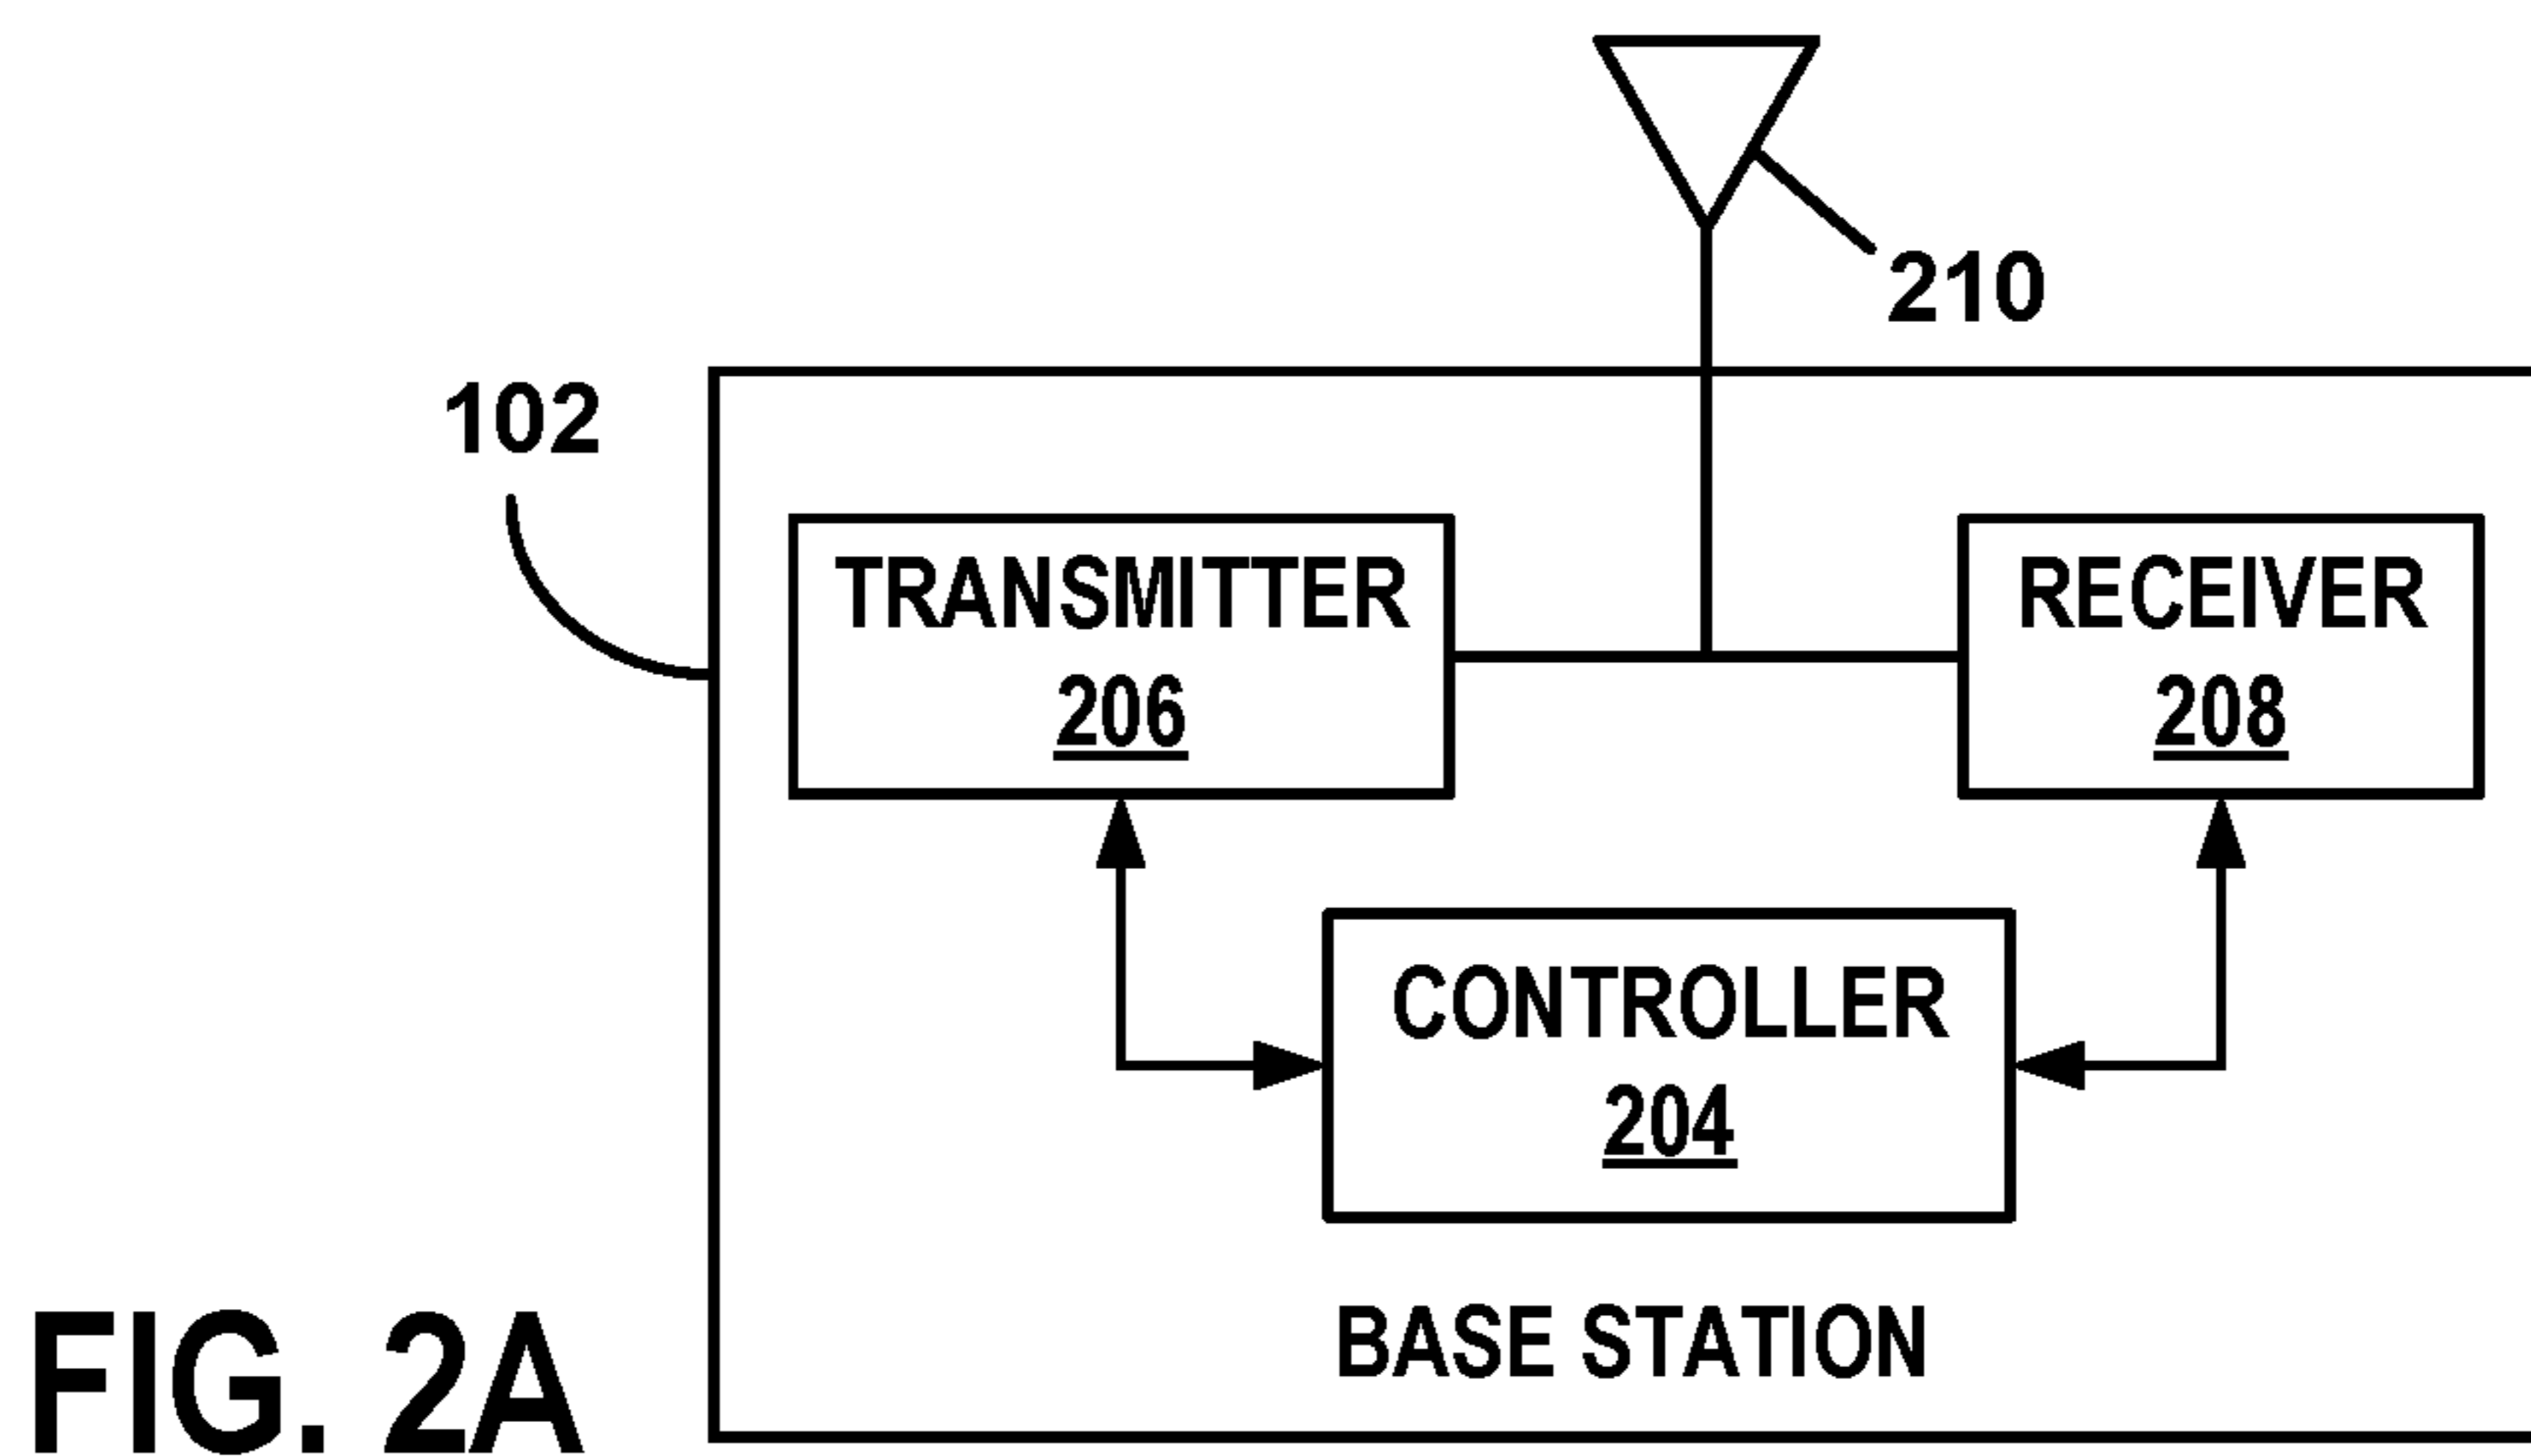 210
102
TRANSMITTER
206
RECEIVER
208
CONTROLLER
204
BASE STATION
FIG. 2A